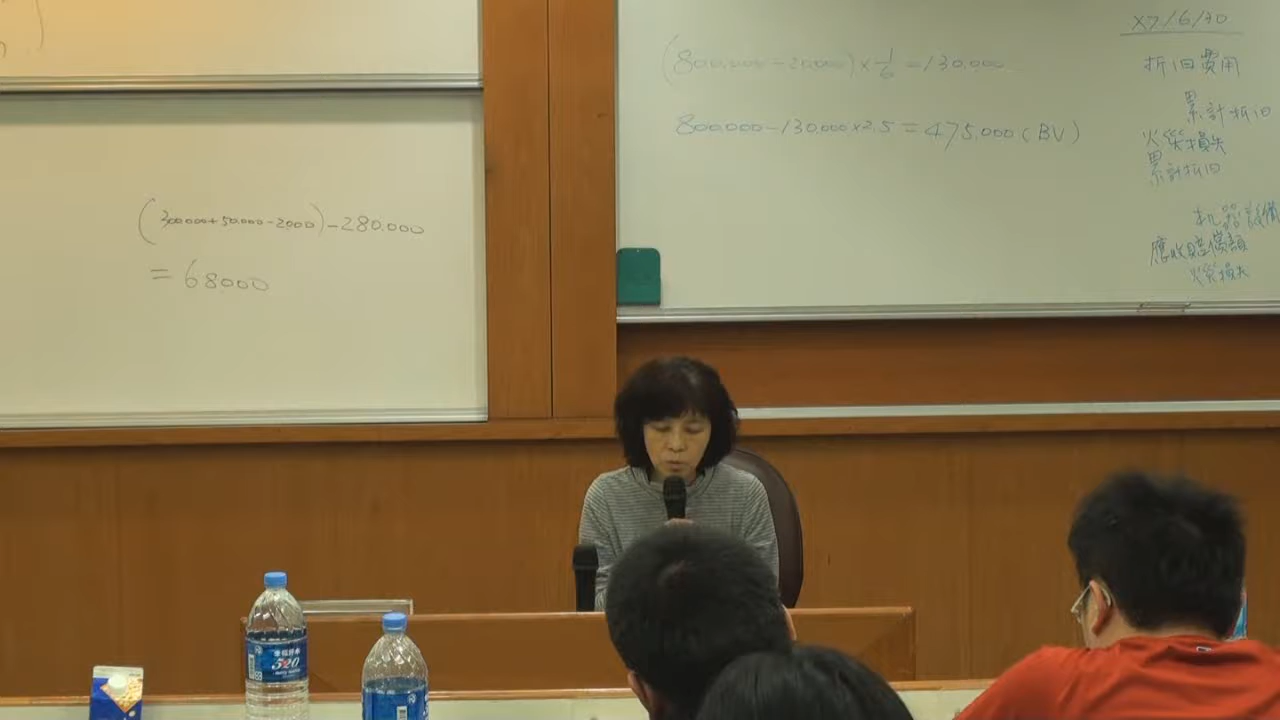 (300.000+50.000-2000)-280.000
=68000
(800.000-20.000)×1/6=130.000
800.000-130.000×2.5=475.000(BV)
X7/6/30
折旧費用
累計折旧
火災損失
累計折旧
机器設備
應收賠償額
火災損失
520